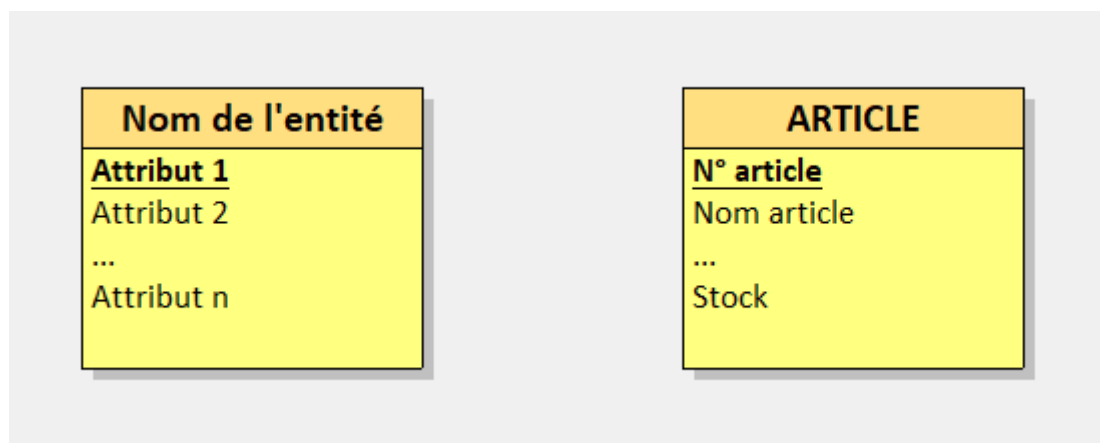 Nom de l'entité
Attribut 1
Attribut 2
...
Attribut n
ARTICLE
N° article
Nom article
...
Stock